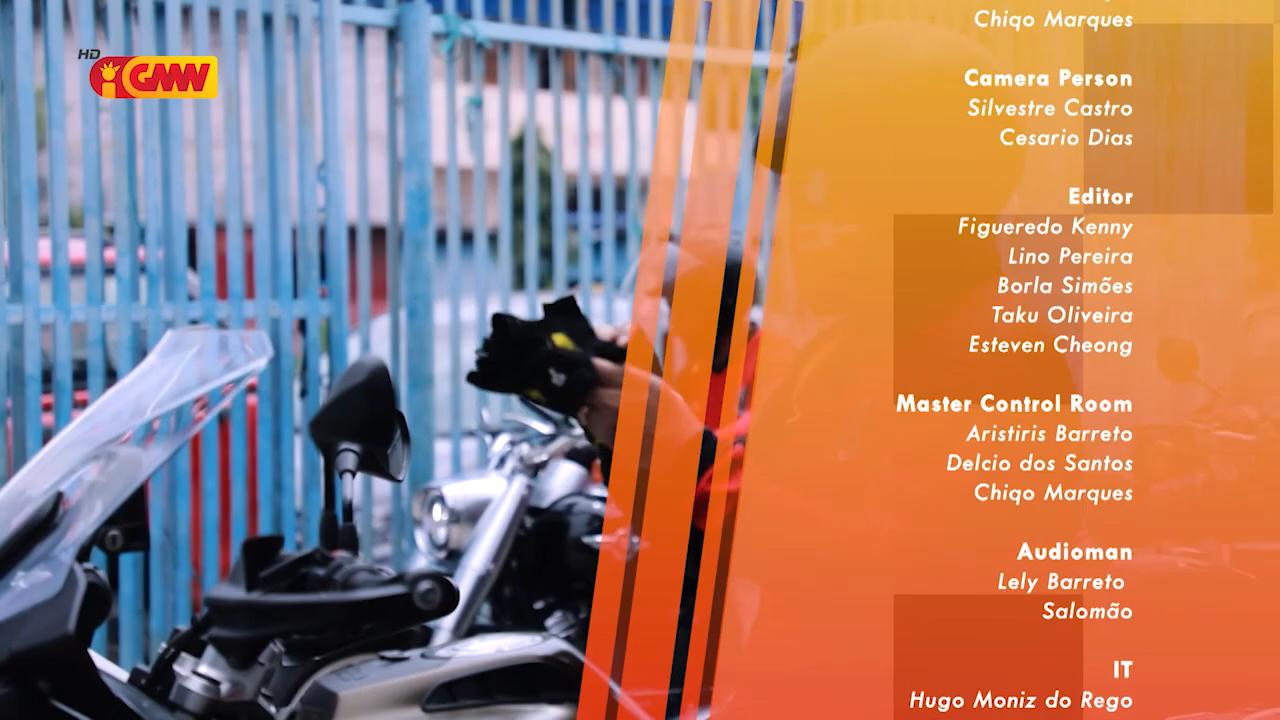 HD
GMN
Chiqo Marques
Camera Person
Silvestre Castro
Cesario Dias
Editor
Figueredo Kenny
Lino Pereira
Borla Simões
Taku Oliveira
Esteven Cheong
Master Control Room
Aristiris Barreto
Delcio dos Santos
Chiqo Marques
Audioman
Lely Barreto
Salomão
IT
Hugo Moniz do Rego